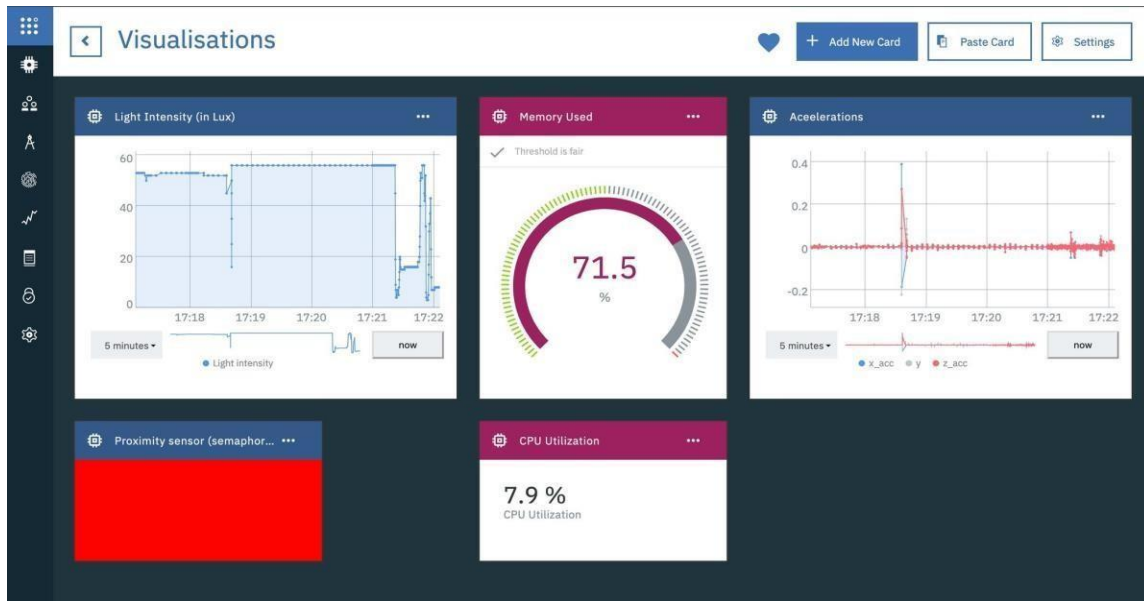 Visualisations
+ Add New Card
Paste Card
Settings
Light Intensity (in Lux)
60
40
20
0
17:18 17:19 17:20 17:21 17:22
5 minutes
now
Light intensity
Memory Used
Threshold is fair
71.5
%
Aceelerations
0.4
0.2
0
-0.2
17:18 17:19 17:20 17:21 17:22
5 minutes
now
x_acc y z_acc
Proximity sensor (semaphor...
CPU Utilization
7.9 %
CPU Utilization